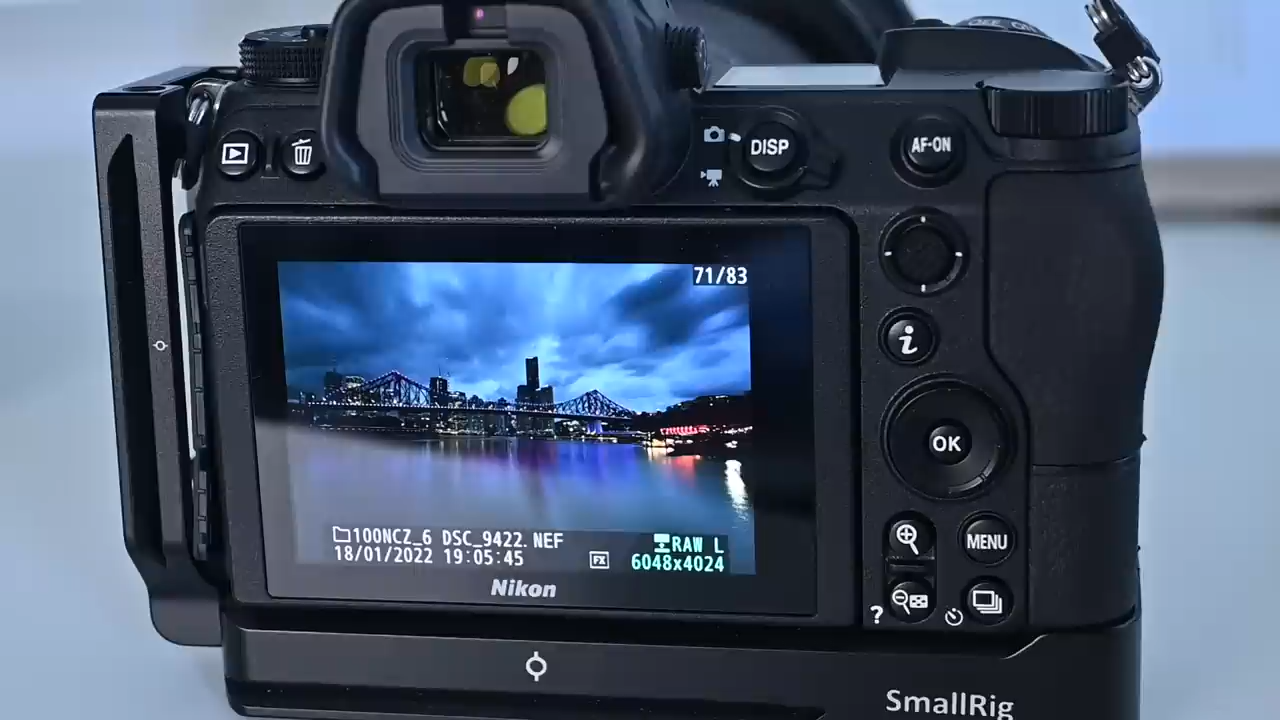 DISP
AF-ON
71/83
i
OK
100NCZ_6 DSC_9422.NEF
RAW L
18/01/2022 19:05:45
FX
6048x4024
MENU
Nikon
?
SmallRig